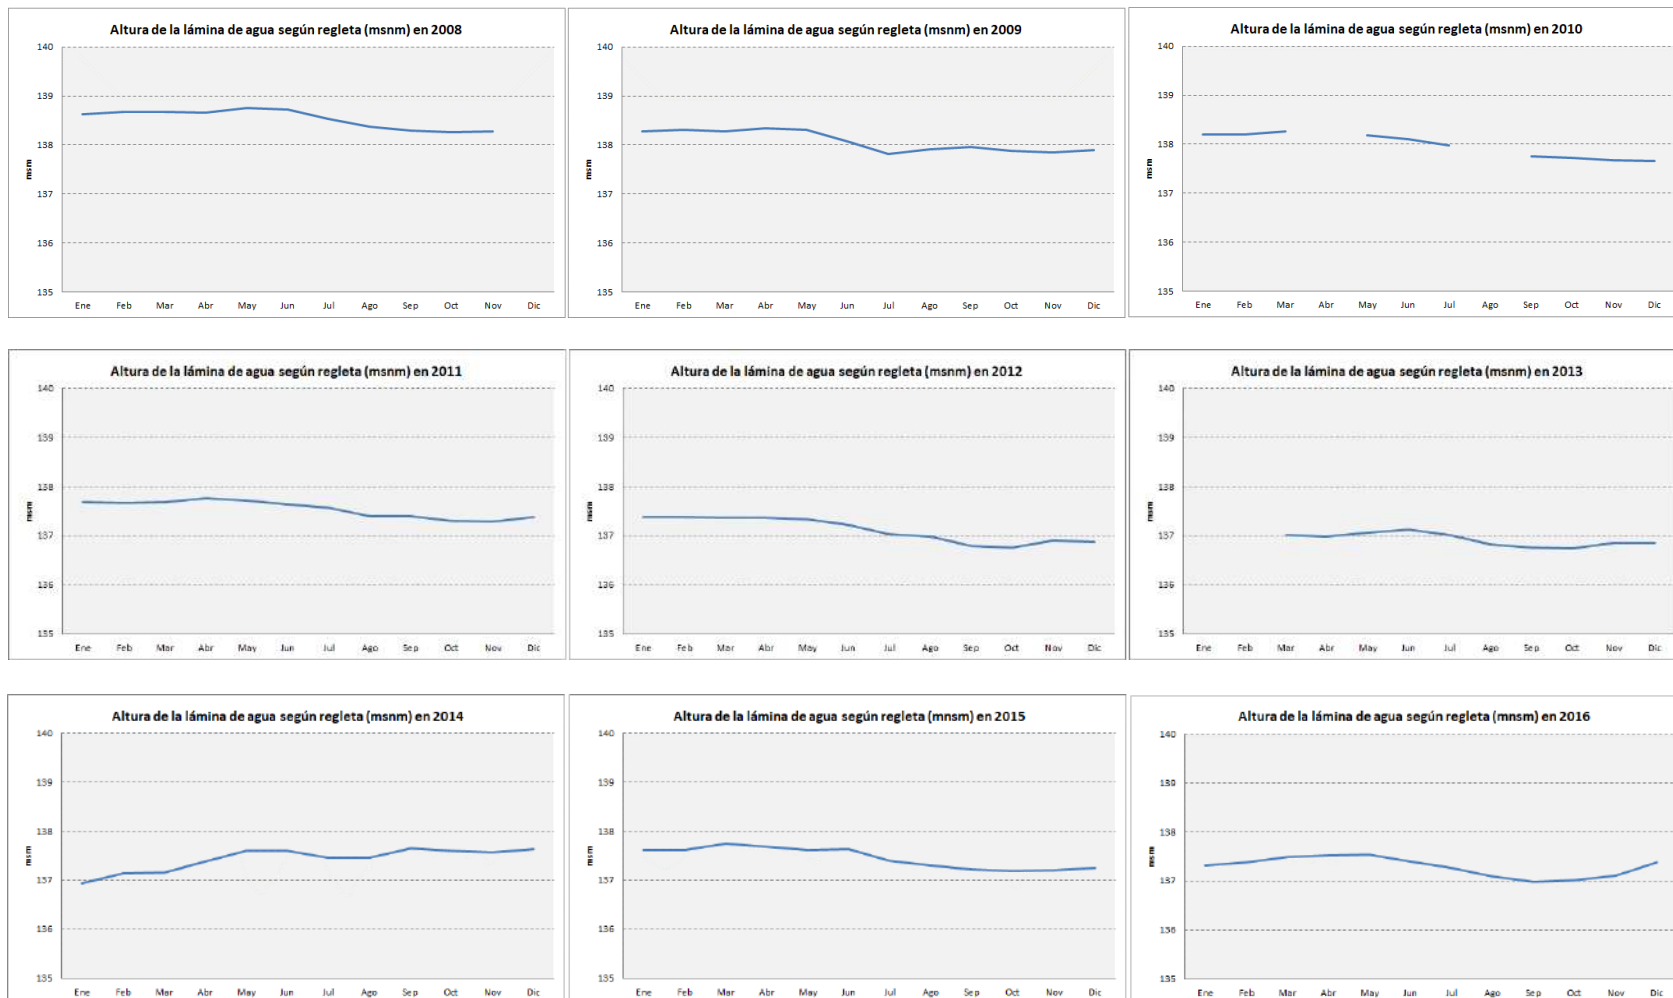 Altura de la lámina de agua según regleta (msnm) en 2008
140
139
138
137
136
135
msm
Ene Feb Mar Abr May Jun Jul Ago Sep Oct Nov Dic
Altura de la lámina de agua según regleta (msnm) en 2009
140
139
138
137
136
135
msm
Ene Feb Mar Abr May Jun Jul Ago Sep Oct Nov Dic
Altura de la lámina de agua según regleta (msnm) en 2010
140
139
138
137
136
135
msm
Ene Feb Mar Abr May Jun Jul Ago Sep Oct Nov Dic
Altura de la lámina de agua según regleta (msnm) en 2011
140
139
138
137
136
135
msm
Ene Feb Mar Abr May Jun Jul Ago Sep Oct Nov Dic
Altura de la lámina de agua según regleta (msnm) en 2012
140
139
138
137
136
135
msm
Ene Feb Mar Abr May Jun Jul Ago Sep Oct Nov Dic
Altura de la lámina de agua según regleta (msnm) en 2013
140
139
138
137
136
135
msm
Ene Feb Mar Abr May Jun Jul Ago Sep Oct Nov Dic
Altura de la lámina de agua según regleta (msnm) en 2014
140
139
138
137
136
135
msm
Ene Feb Mar Abr May Jun Jul Ago Sep Oct Nov Dic
Altura de la lámina de agua según regleta (mnsm) en 2015
140
139
138
137
136
135
msm
Ene Feb Mar Abr May Jun Jul Ago Sep Oct Nov Dic
Altura de la lámina de agua según regleta (mnsm) en 2016
140
139
138
137
136
135
msm
Ene Feb Mar Abr May Jun Jul Ago Sep Oct Nov Dic